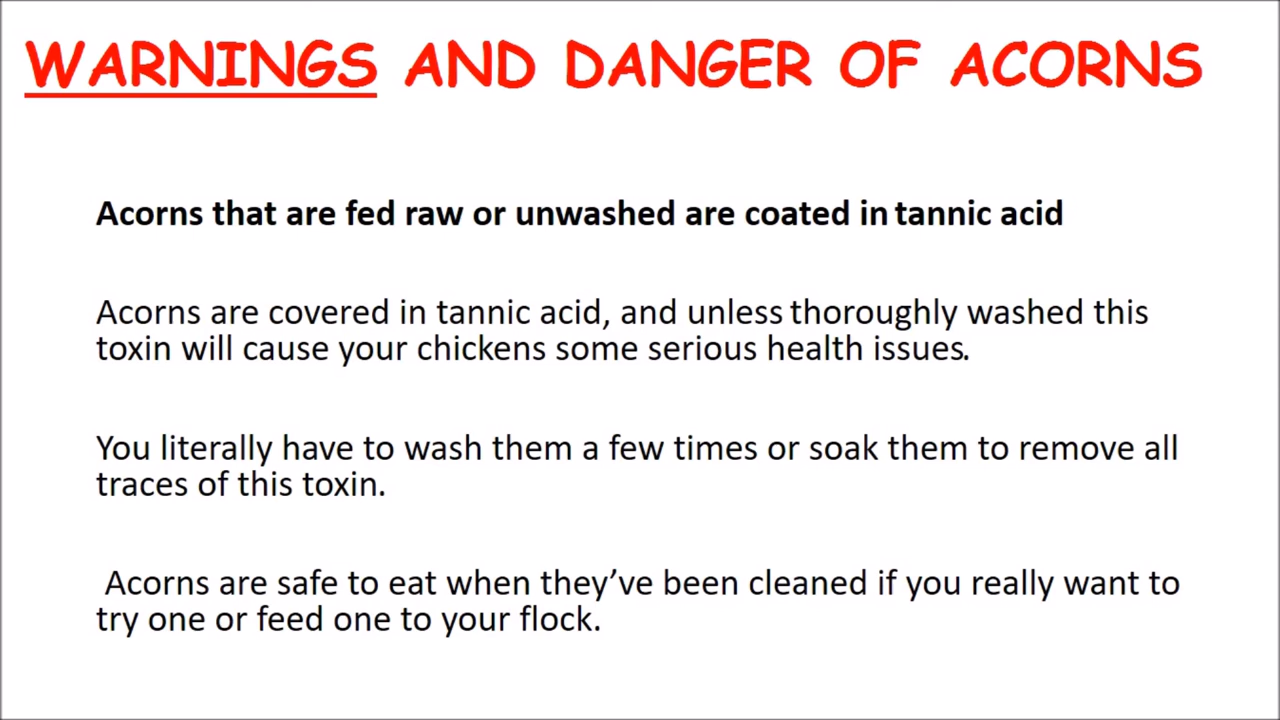 WARNINGS AND DANGER OF ACORNS
Acorns that are fed raw or unwashed are coated in tannic acid
Acorns are covered in tannic acid, and unless thoroughly washed this
toxin will cause your chickens some serious health issues.
You literally have to wash them a few times or soak them to remove all
traces of this toxin.
Acorns are safe to eat when they’ve been cleaned if you really want to
try one or feed one to your flock.